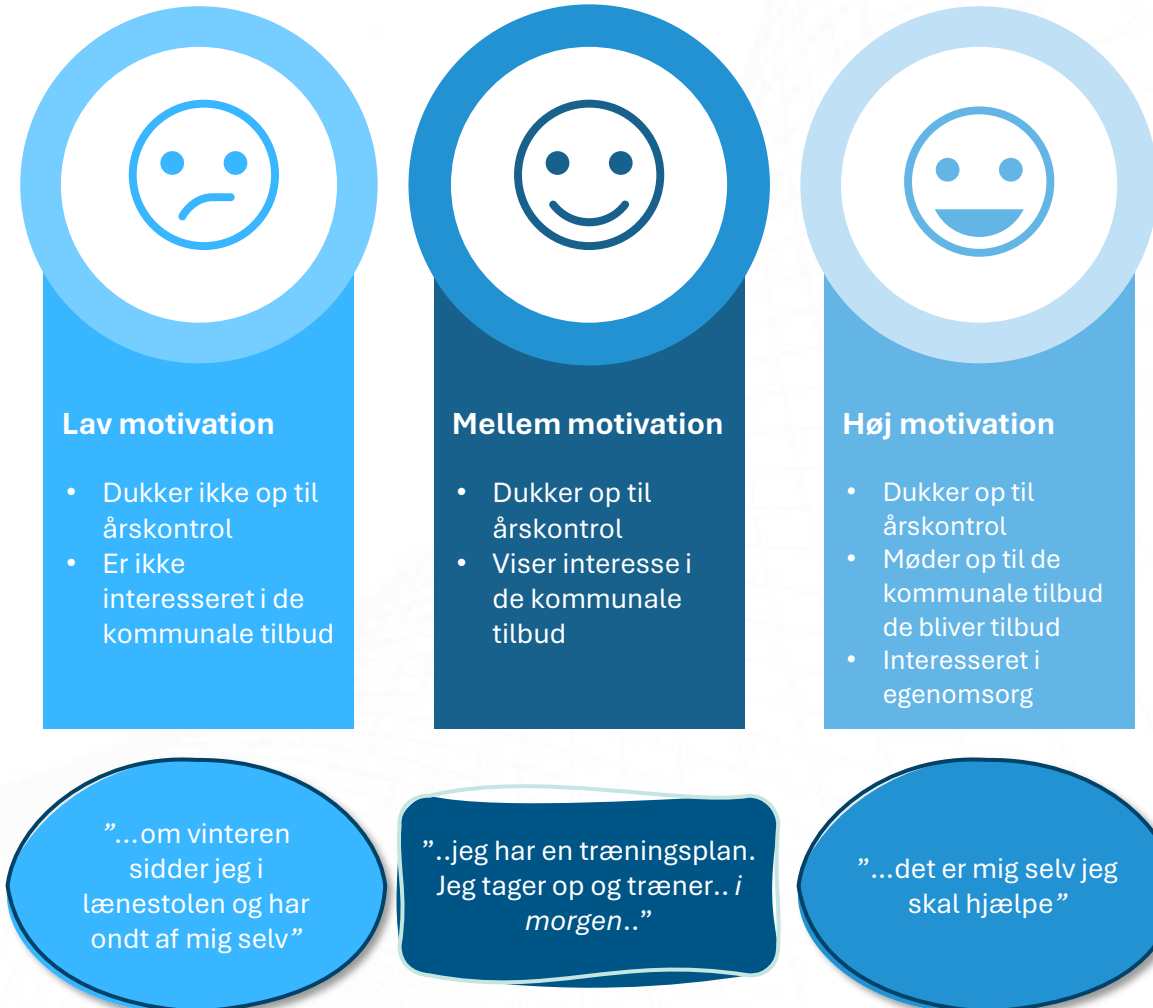 Lav motivation
• Dukker ikke op til
årskontrol
• Er ikke
interesseret i de
kommunale tilbud
Mellem motivation
• Dukker op til
årskontrol
• Viser interesse i
de kommunale
tilbud
Høj motivation
• Dukker op til
årskontrol
• Møder op til de
kommunale tilbud
de bliver tilbud
• Interesseret i
egenomsorg
”...om vinteren
sidder jeg i
lænestolen og har
ondt af mig selv”
”..jeg har en træningsplan.
Jeg tager op og træner.. i
morgen..”
”...det er mig selv jeg
skal hjælpe”